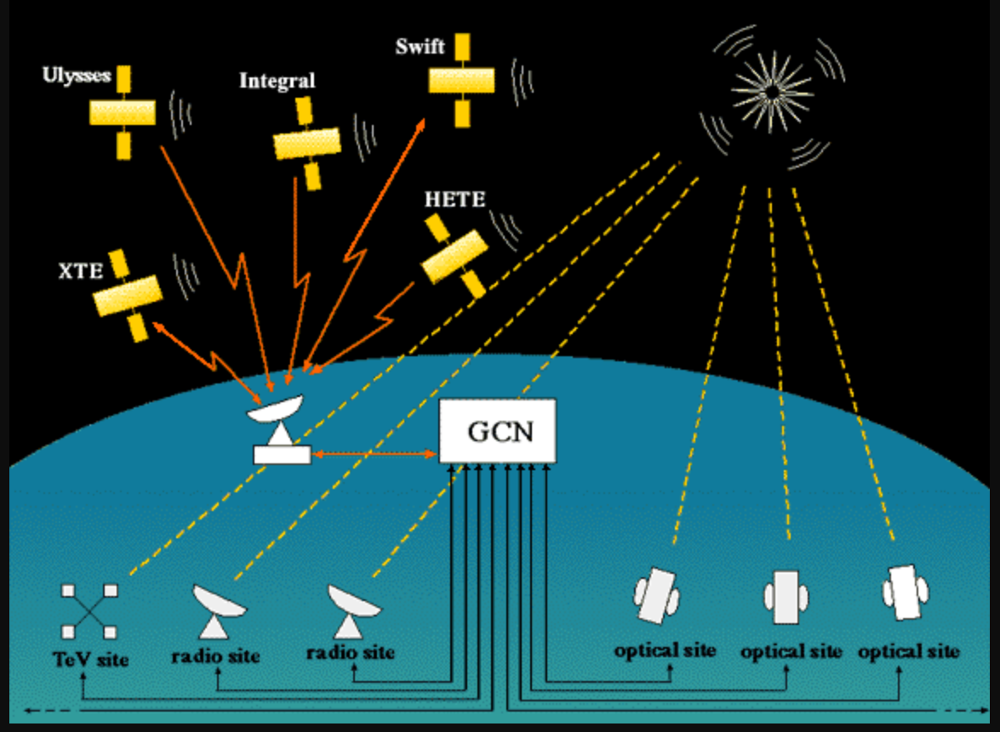 Swift
Ulysses
Integral
HETE
XTE
GCN
TeV site
radio site
radio site
optical site
optical site
optical site